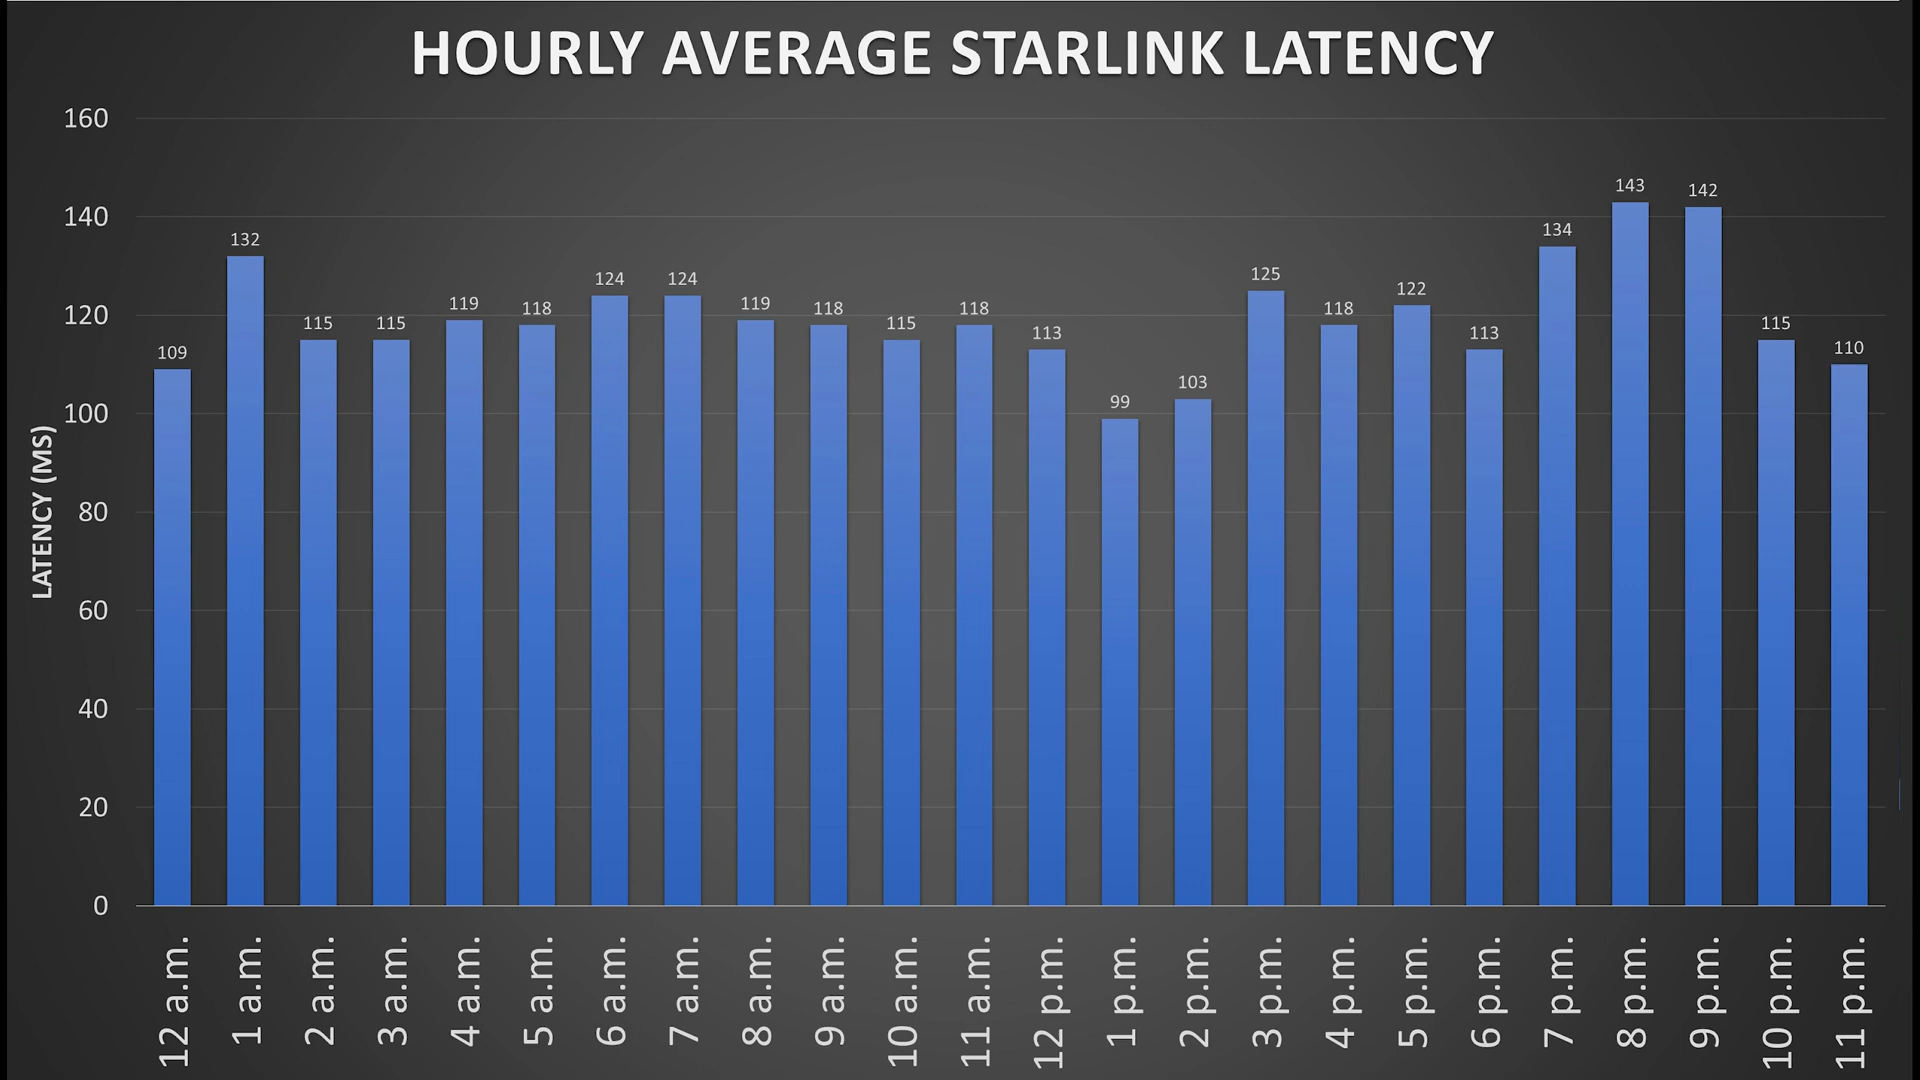 HOURLY AVERAGE STARLINK LATENCY
LATENCY (MS)
160
140
120
100
80
60
40
20
0
109
132
115
115
119
118
124
124
119
118
115
118
113
99
103
125
118
122
113
134
143
142
115
110
12 a.m.
1 a.m.
2 a.m.
3 a.m.
4 a.m.
5 a.m.
6 a.m.
7 a.m.
8 a.m.
9 a.m.
10 a.m.
11 a.m.
12 p.m.
1 p.m.
2 p.m.
3 p.m.
4 p.m.
5 p.m.
6 p.m.
7 p.m.
8 p.m.
9 p.m.
10 p.m.
11 p.m.